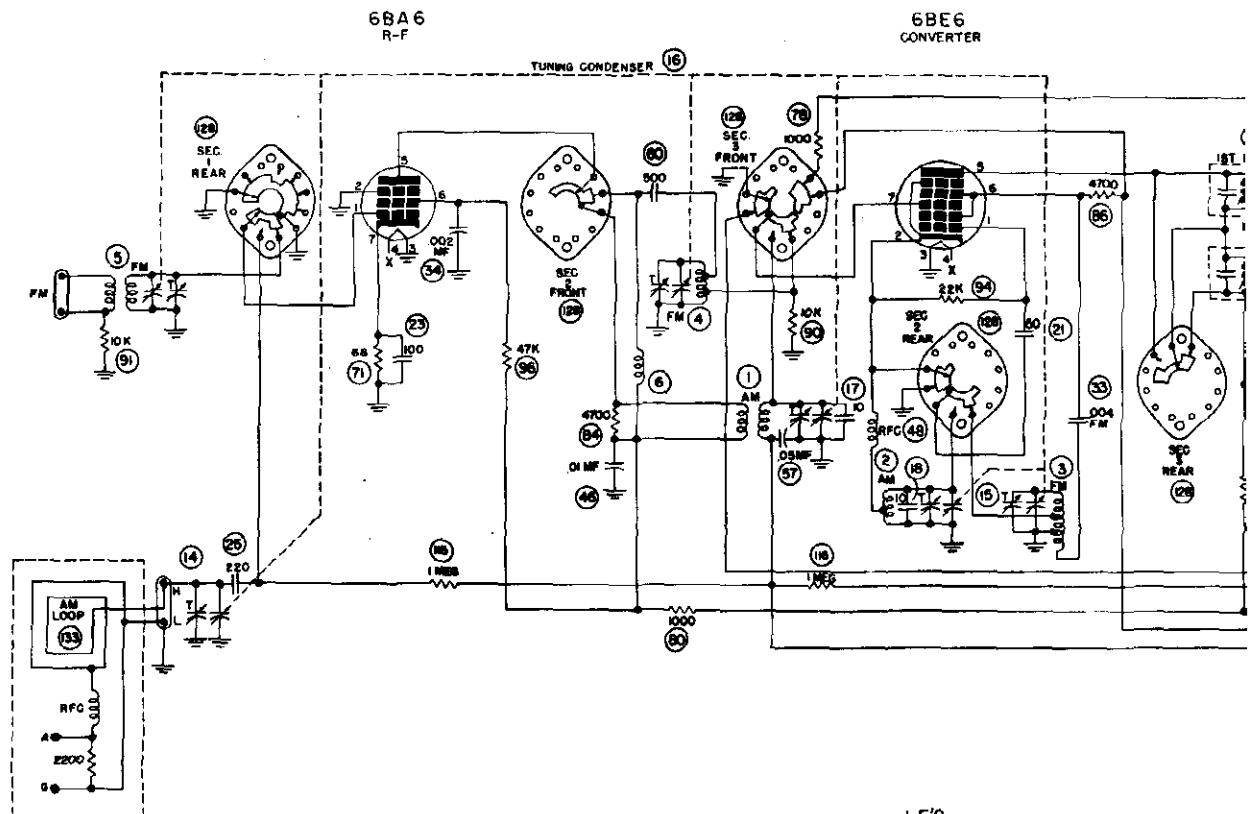 6BA6
R-F
6BE6
CONVERTER
TUNING CONDENSER 16
128
SEC.
1
REAR
5
2
1
6
7
4
3
X
.002
MF
34
60
500
128
SEC.
3
FRONT
78
1000
5
7
6
1
2
3
4
X
4700
86
1ST
5
FM
T
FM
10K
91
SEC
2
FRONT
128
T
FM
4
10K
90
22K
94
SEC
2
REAR
128
50
21
23
100
68
71
47K
96
6
1
AM
17
10
T
4700
84
.01 MF
46
.05MF
57
RFC
48
2
AM
18
10
T
15
3
FM
T
33
.004
FM
SEC
3
REAR
128
14
25
220
H
T
L
AM
LOOP
133
115
1 MEG
116
1 MEG
1000
80
RFC
A
2200
G